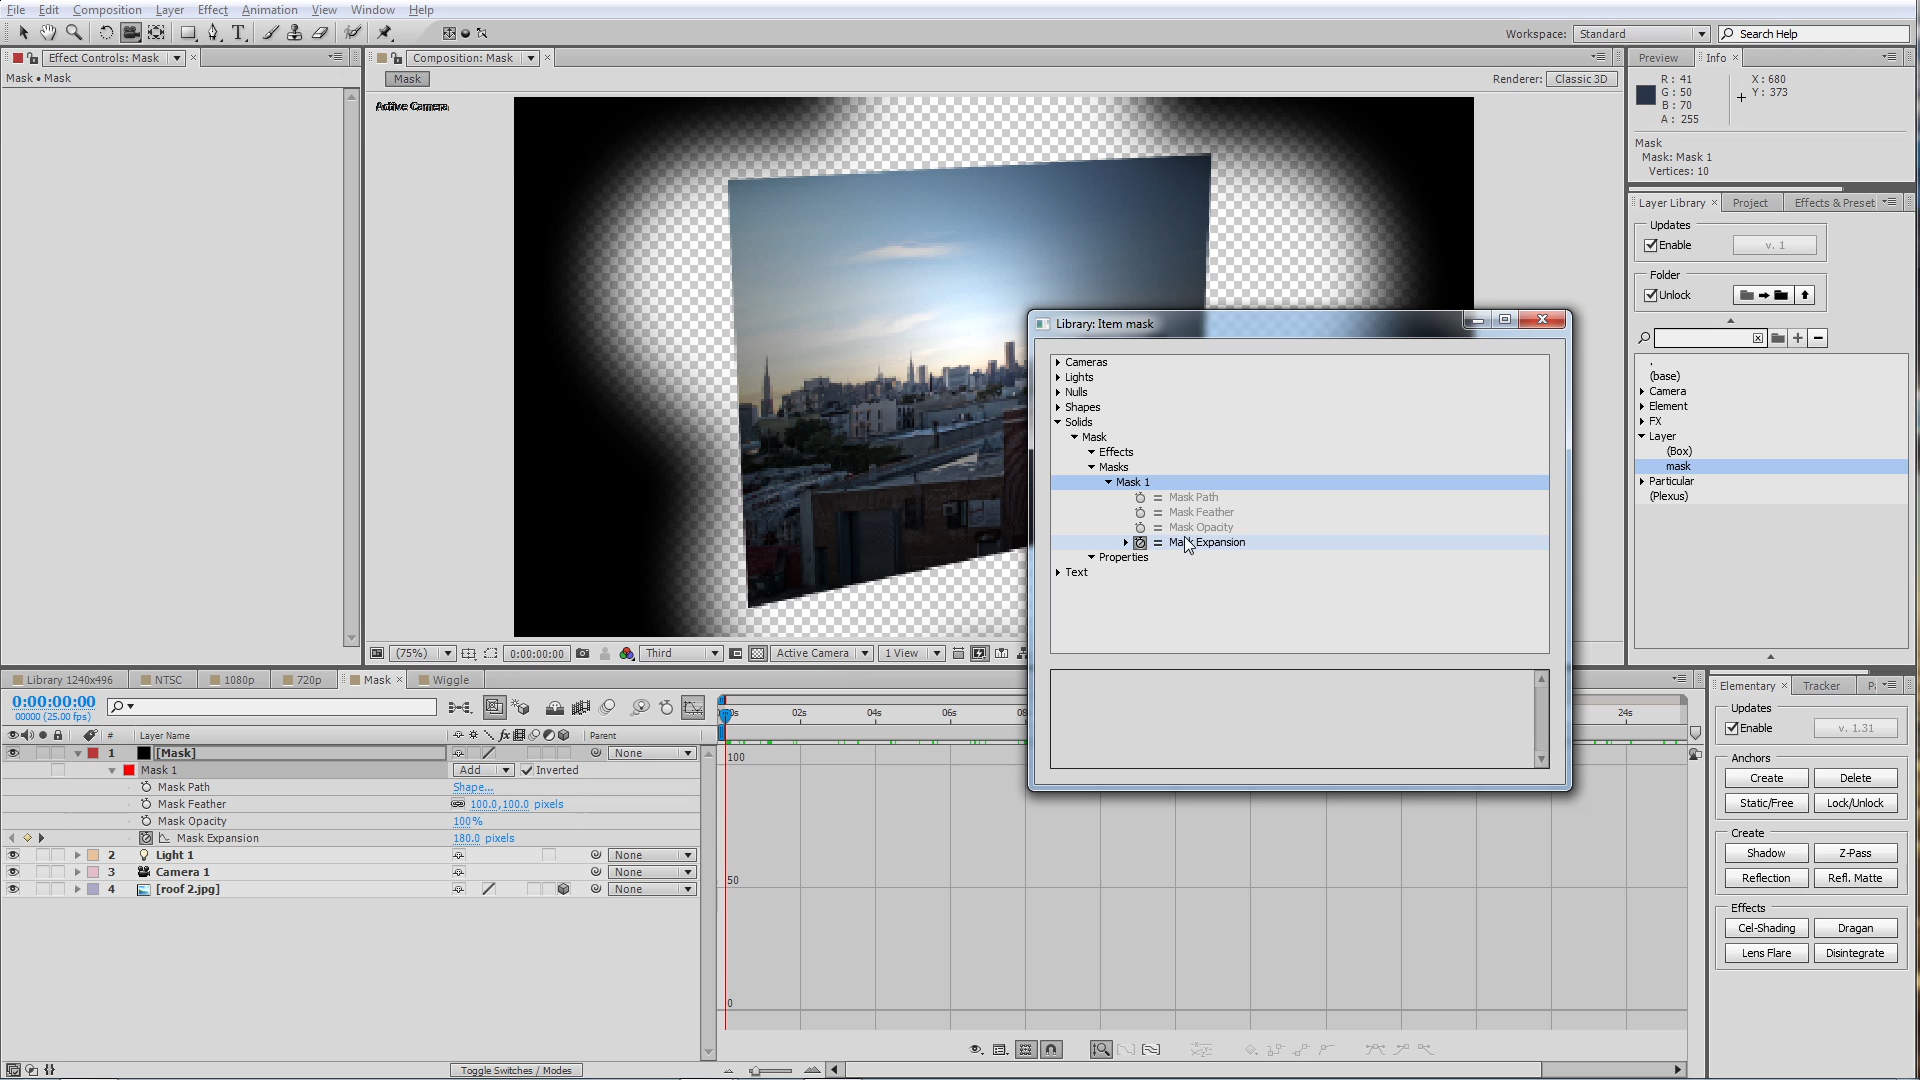 File Edit Composition Layer Effect Animation View Window Help
Workspace: Standard
Search Help
Effect Controls: Mask
Mask • Mask
Composition: Mask
Mask
Renderer: Classic 3D
Active Camera
Preview
Info
R: 41
G: 50
B: 70
A: 255
X: 680
Y: 373
Mask
Mask: Mask 1
Vertices: 10
Layer Library
Project
Effects & Preset
Updates
Enable
v. 1
Folder
Unlock
.
(base)
Camera
Element
FX
Layer
(Box)
mask
Particular
(Plexus)
Library: Item mask
Cameras
Lights
Nulls
Shapes
Solids
Mask
Effects
Masks
Mask 1
= Mask Path
= Mask Feather
= Mask Opacity
= Mask Expansion
Properties
Text
(75%)
0:00:00:00
Third
Active Camera
1 View
Library 1240x496
NTSC
1080p
720p
Mask
Wiggle
0:00:00:00
00000 (25.00 fps)
# Layer Name
fx
Parent
02s
04s
06s
24s
1 [Mask]
None
Mask 1
Add
Inverted
Mask Path
Shape...
Mask Feather
100.0,100.0 pixels
Mask Opacity
100%
Mask Expansion
180.0 pixels
2 Light 1
None
3 Camera 1
None
4 [roof 2.jpg]
None
100
50
0
Toggle Switches / Modes
Elementary
Tracker
Updates
Enable
v. 1.31
Anchors
Create
Delete
Static/Free
Lock/Unlock
Create
Shadow
Z-Pass
Reflection
Refl. Matte
Effects
Cel-Shading
Dragan
Lens Flare
Disintegrate